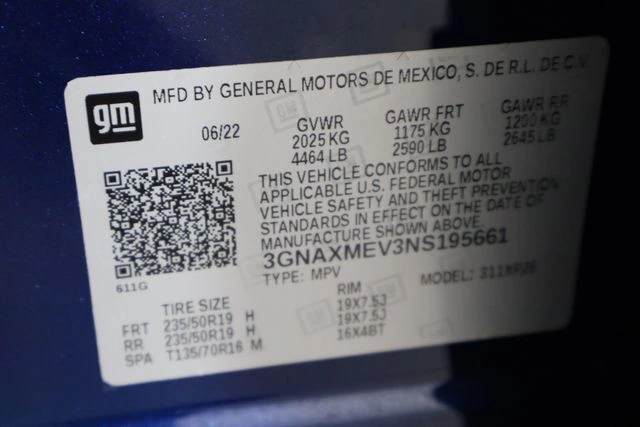 gm
MFD BY GENERAL MOTORS DE MEXICO, S. DE R.L. DE C.V.
06/22
GVWR GAWR FRT GAWR RR
2025 KG 1175 KG 1200 KG
4464 LB 2590 LB 2645 LB
THIS VEHICLE CONFORMS TO ALL
APPLICABLE U.S. FEDERAL MOTOR
VEHICLE SAFETY AND THEFT PREVENTION
STANDARDS IN EFFECT ON THE DATE OF
MANUFACTURE SHOWN ABOVE.
3GNAXMEV3NS195661
TYPE: MPV MODEL: 311XR26
611G
TIRE SIZE RIM
FRT 235/50R19 H 19X7.5J
RR 235/50R19 H 19X7.5J
SPA T135/70R16 M 16X4BT